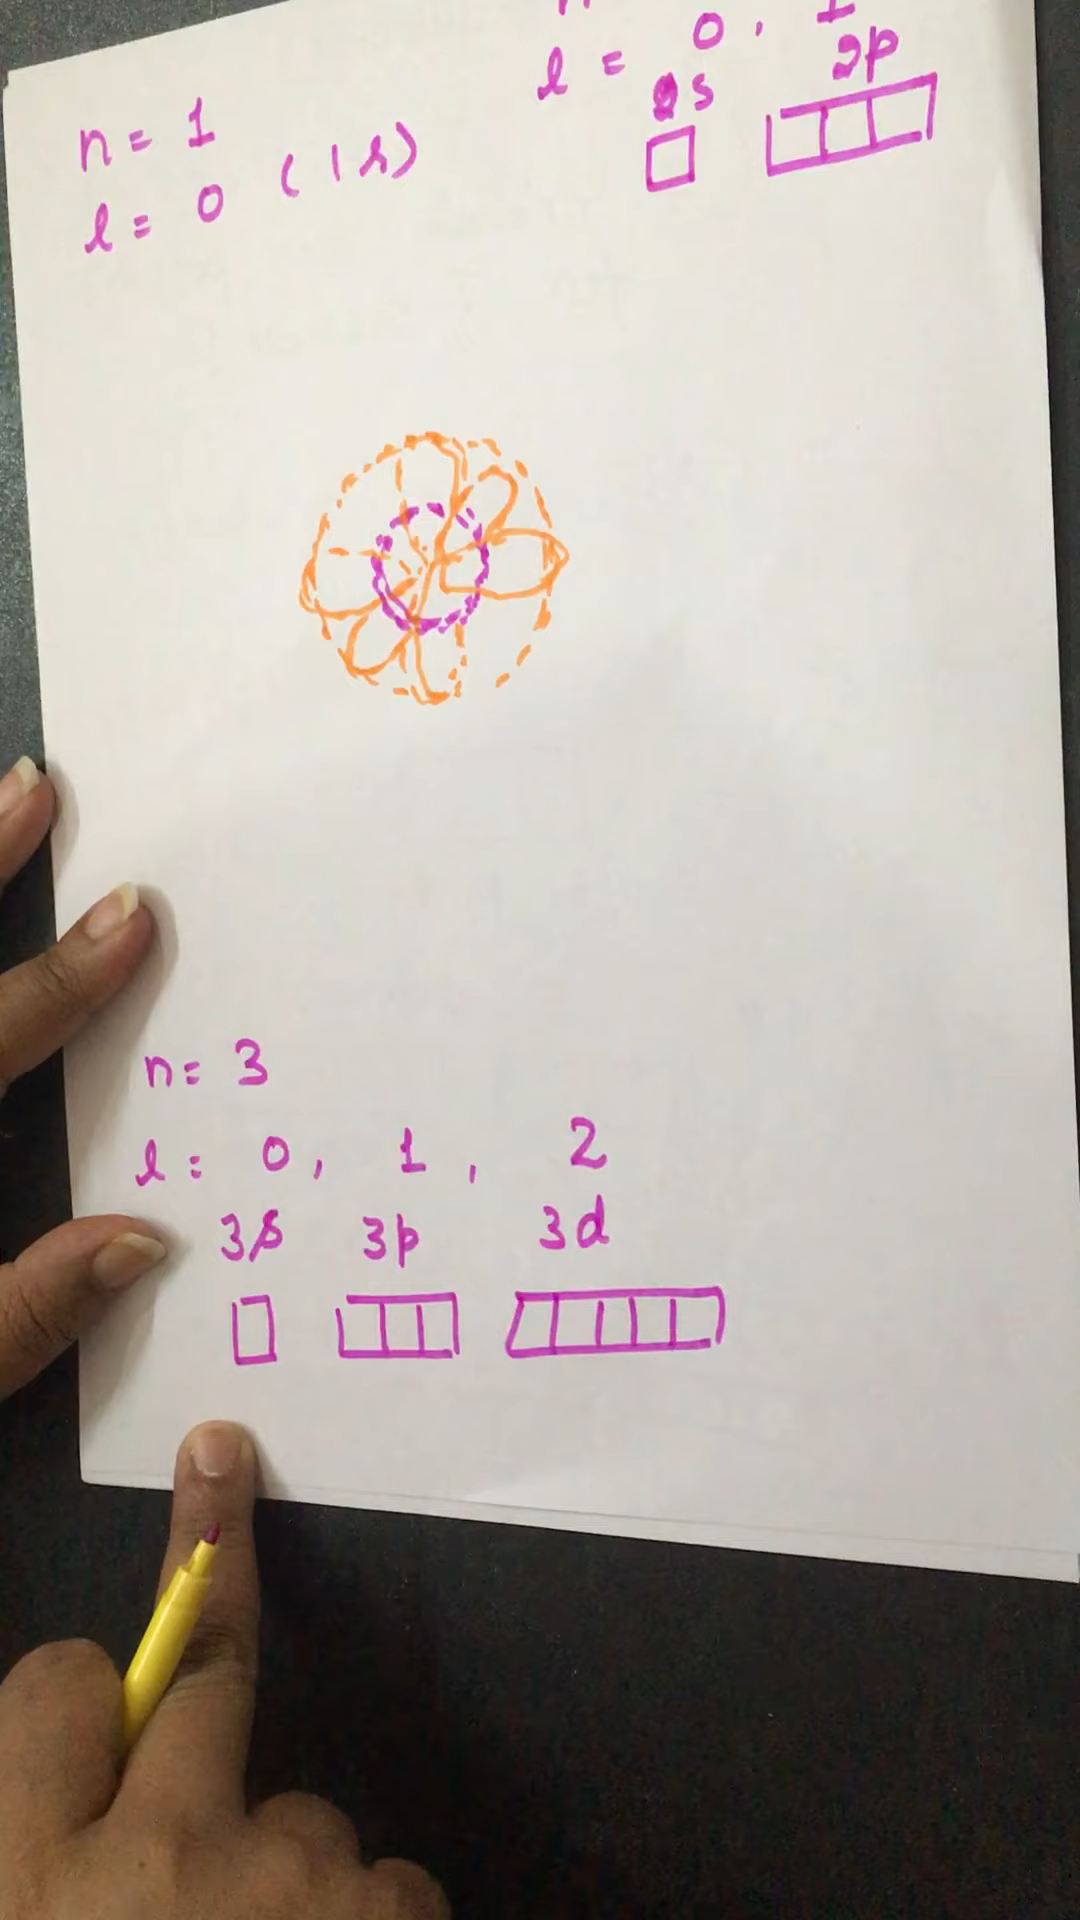 n = 1
l = 0 (1s)
l = 0, 1
2s 2p
n = 3
l = 0, 1, 2
3s 3p 3d